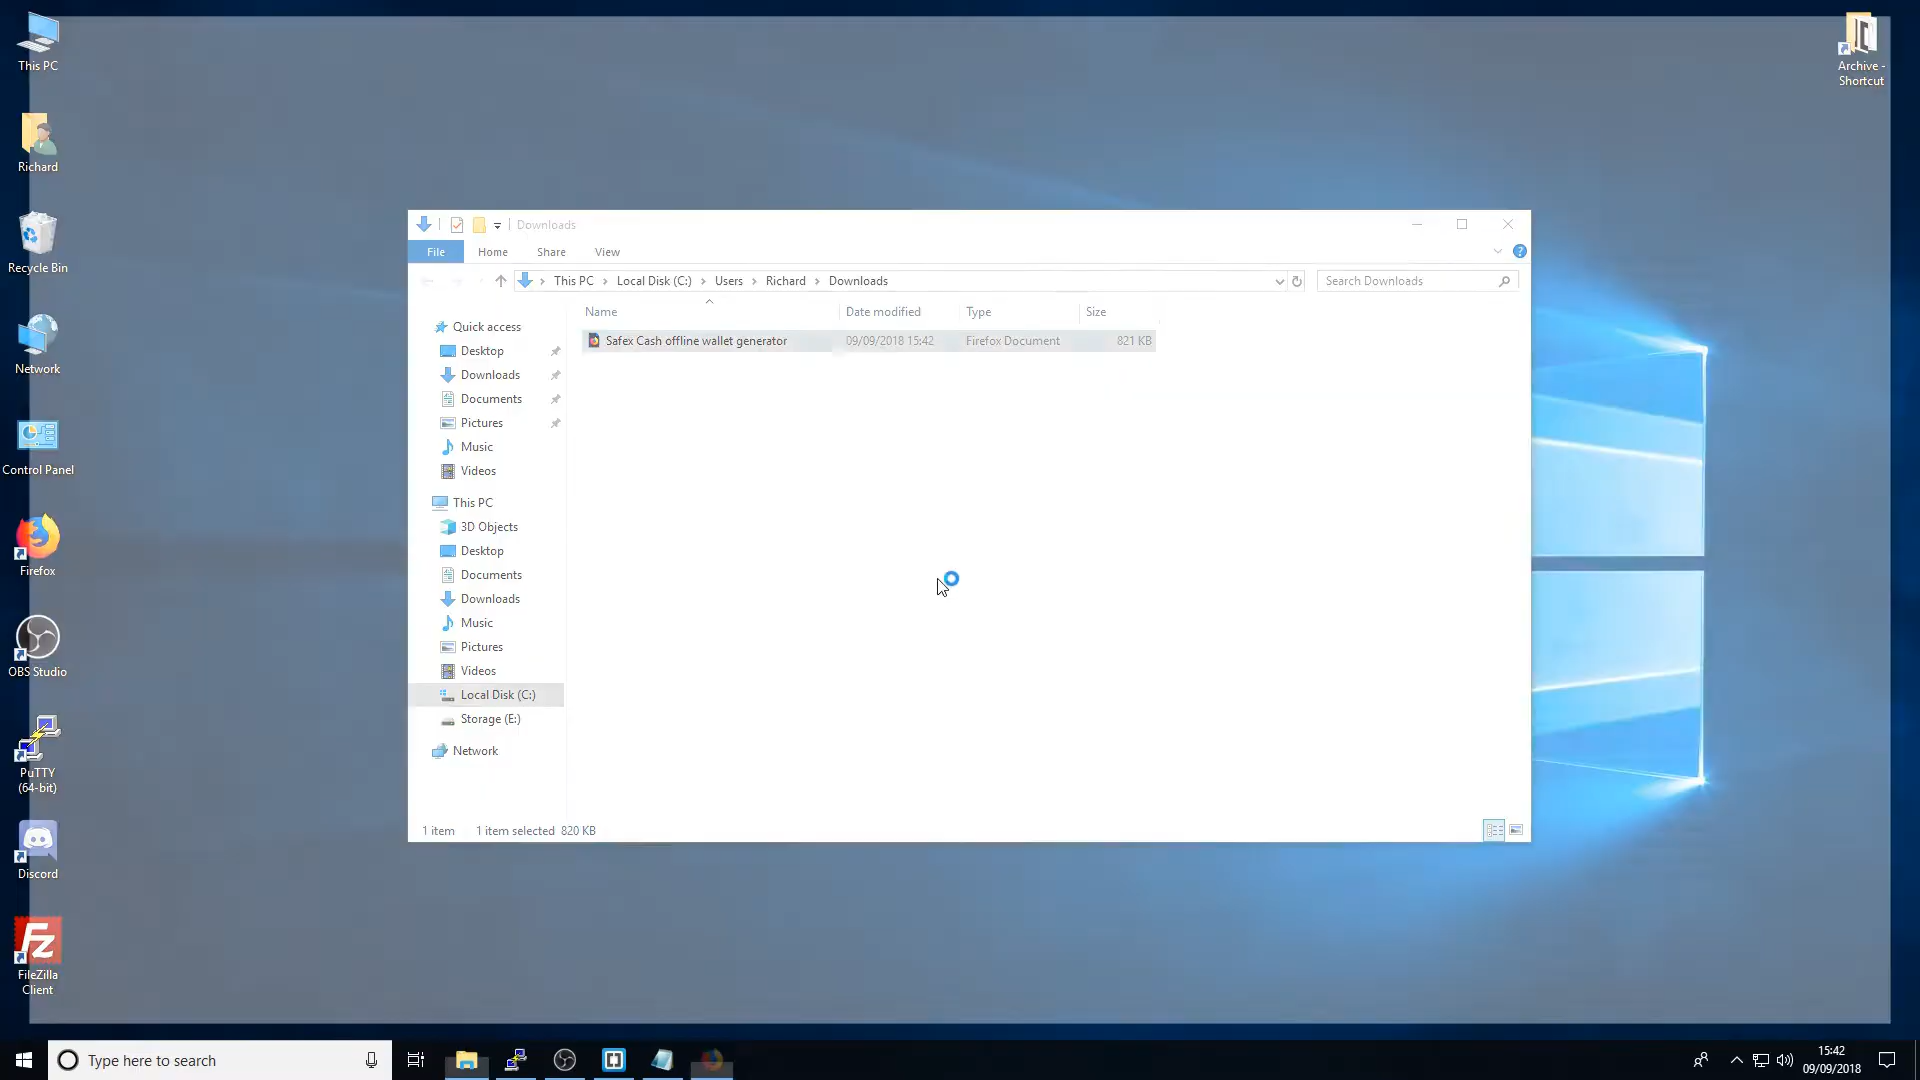 This PC
Richard
Recycle Bin
Network
Control Panel
Firefox
OBS Studio
PuTTY
(64-bit)
Discord
FileZilla
Client
Archive -
Shortcut
Downloads
File Home Share View
This PC Local Disk (C:) Users Richard Downloads
Search Downloads
Name Date modified Type Size
Safex Cash offline wallet generator 09/09/2018 15:42 Firefox Document 821 KB
Quick access
Desktop
Downloads
Documents
Pictures
Music
Videos
This PC
3D Objects
Desktop
Documents
Downloads
Music
Pictures
Videos
Local Disk (C:)
Storage (E:)
Network
1 item 1 item selected 820 KB
Type here to search
15:42
09/09/2018